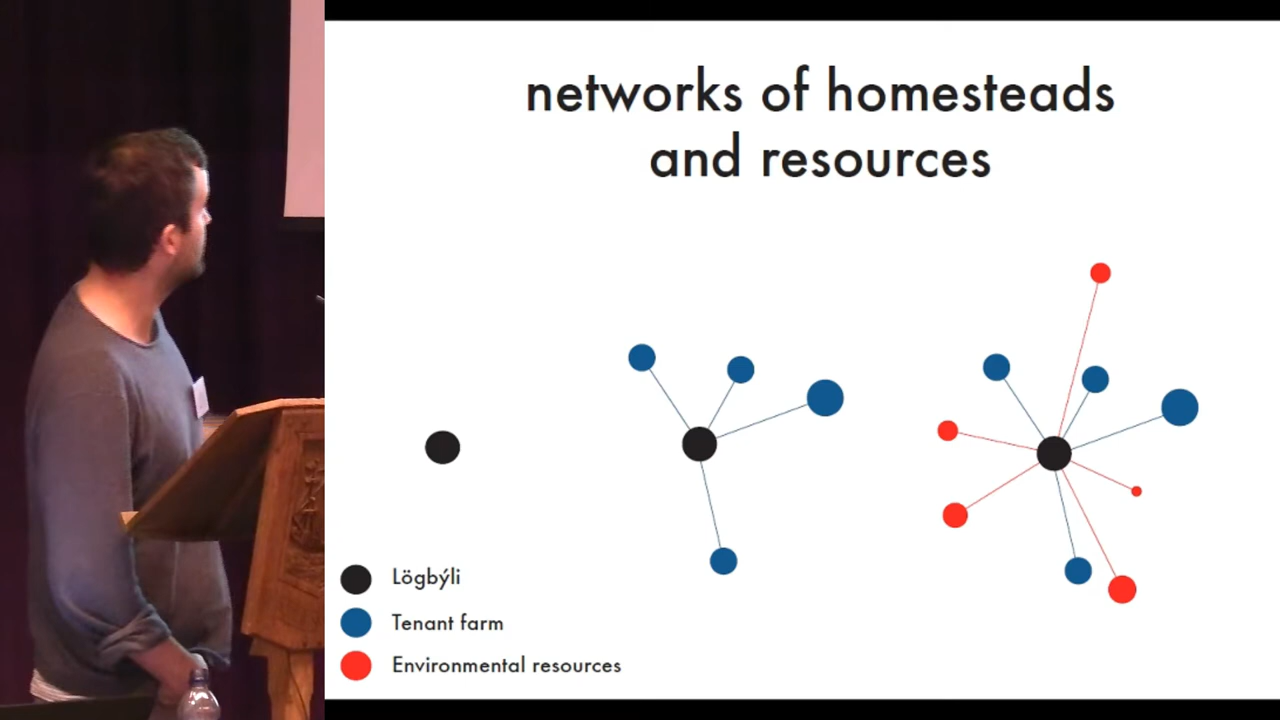 networks of homesteads
and resources
Lögbýli
Tenant farm
Environmental resources